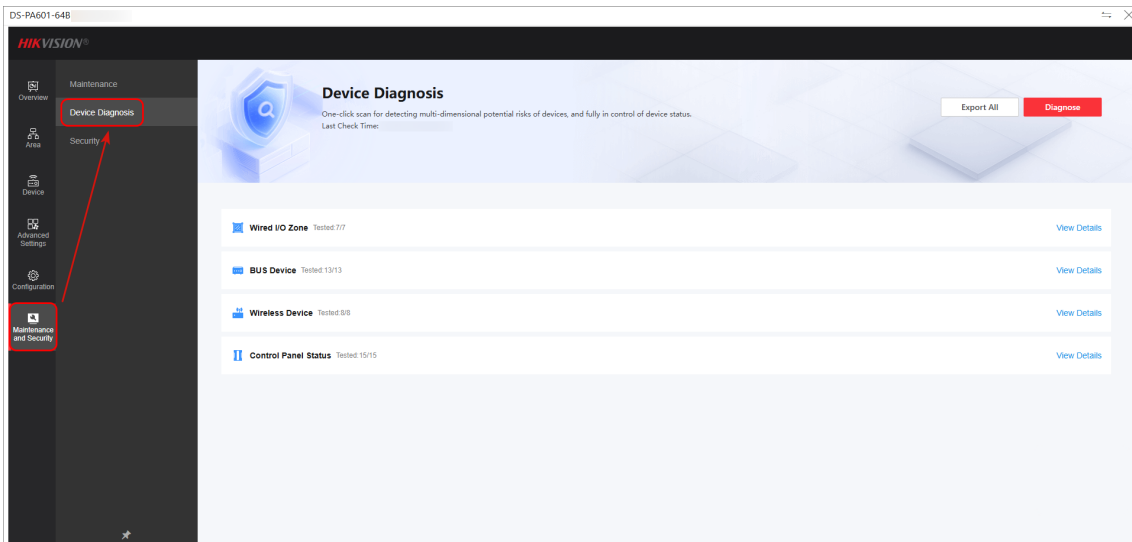 DS-PA601-64B
HIKVISION®
Overview
Area
Device
Advanced
Settings
Configuration
Maintenance
and Security
Maintenance
Device Diagnosis
Security
Device Diagnosis
One-click scan for detecting multi-dimensional potential risks of devices, and fully in control of device status.
Last Check Time:
Export All
Diagnose
Wired I/O Zone Tested:7/7 View Details
BUS Device Tested:13/13 View Details
Wireless Device Tested:8/8 View Details
Control Panel Status Tested:15/15 View Details